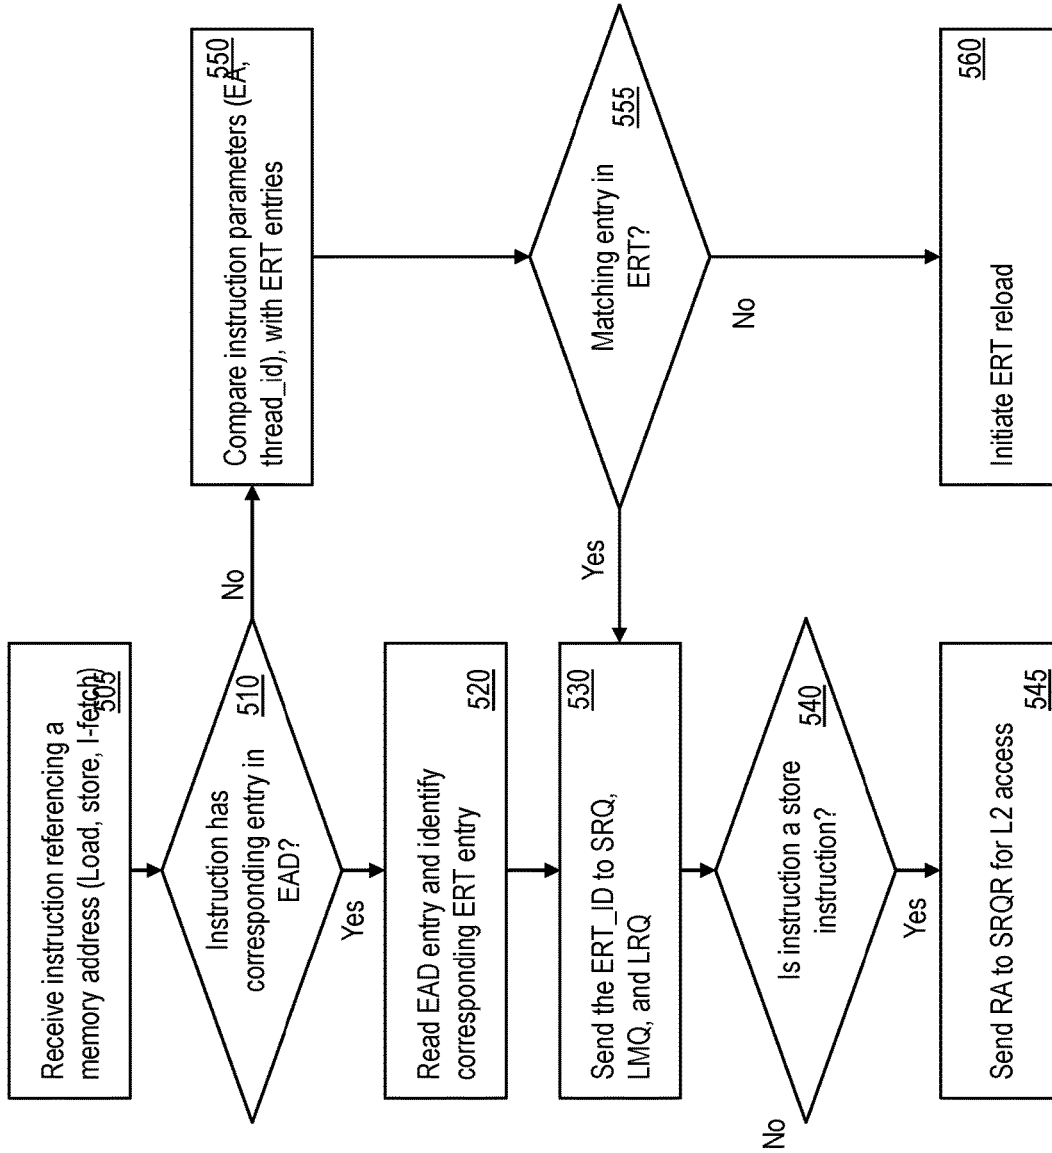 Receive instruction referencing a
memory address (Load, store, I-fetch)
505
Instruction has
corresponding entry in
EAD?
510
No
Yes
Read EAD entry and identify
corresponding ERT entry
520
Send the ERT_ID to SRQ,
LMQ, and LRQ
530
Is instruction a store
instruction?
540
No
Yes
Send RA to SRQR for L2 access
545
Compare instruction parameters (EA,
thread_id), with ERT entries
550
Matching entry in
ERT?
555
Yes
No
Initiate ERT reload
560